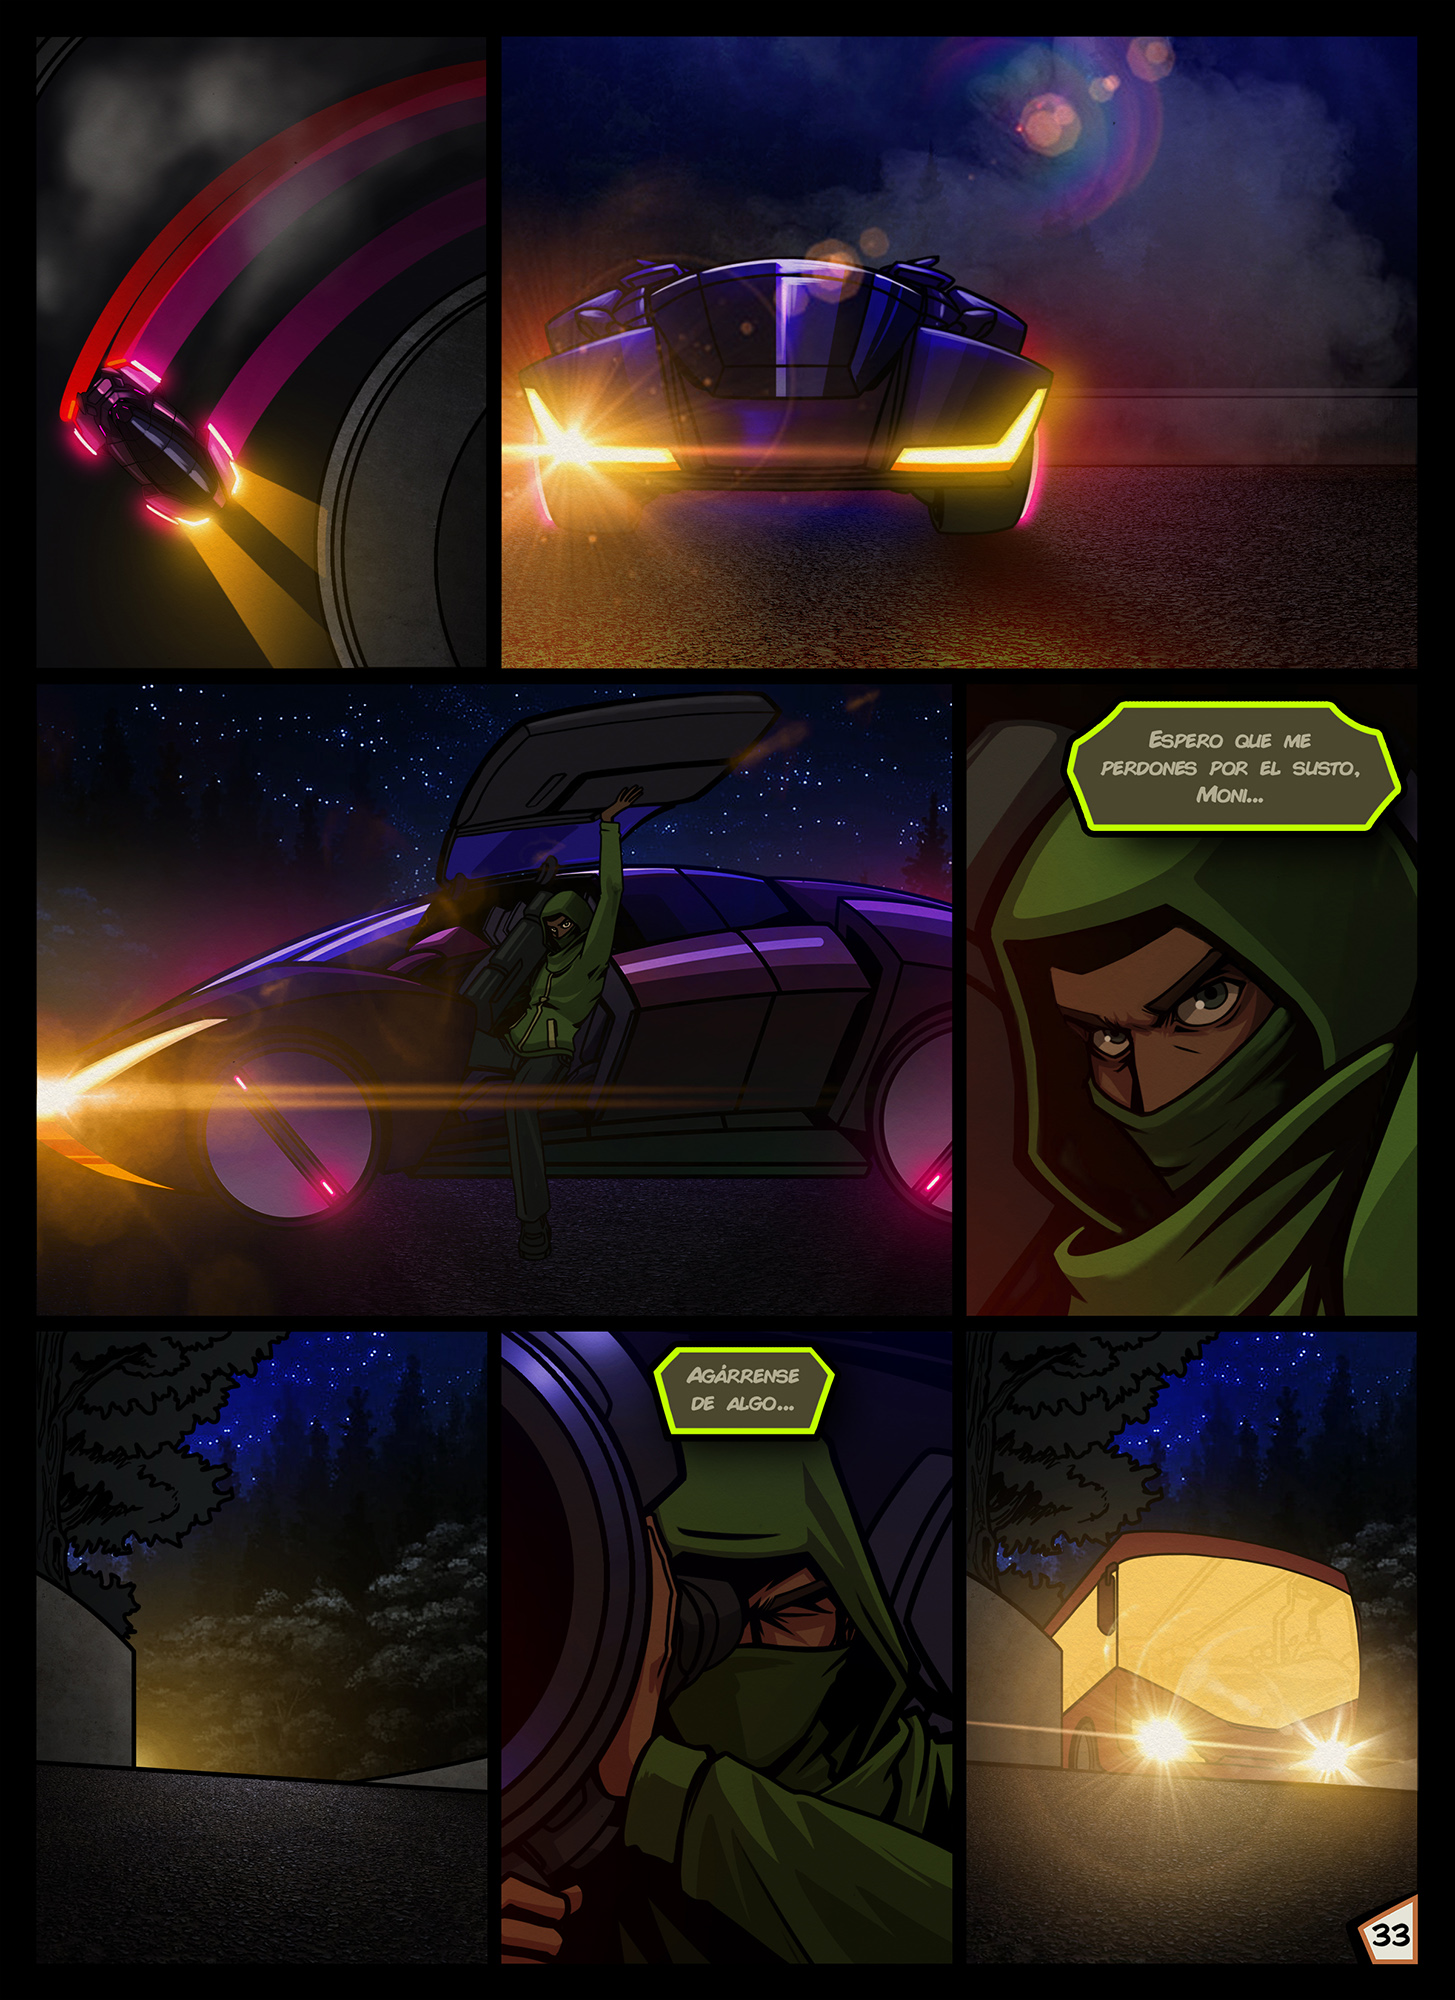 Espero que me
perdones por el susto,
Moni...
Agárrense
de algo...
33